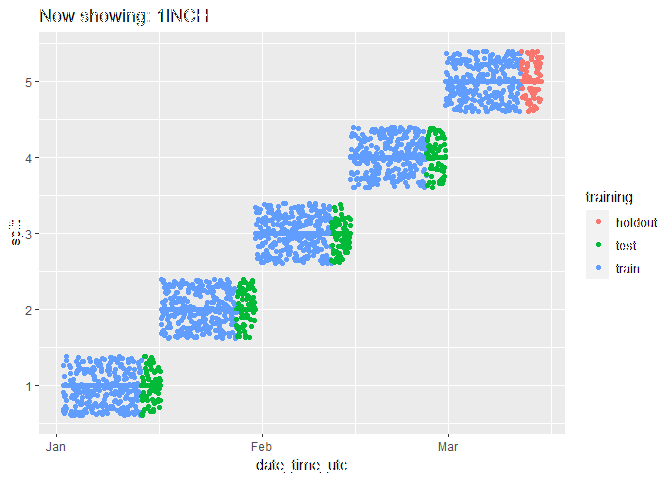 Now showing: 1INCH
5
4
3
2
1
split
Jan
Feb
Mar
date_time_utc
training
holdout
test
train